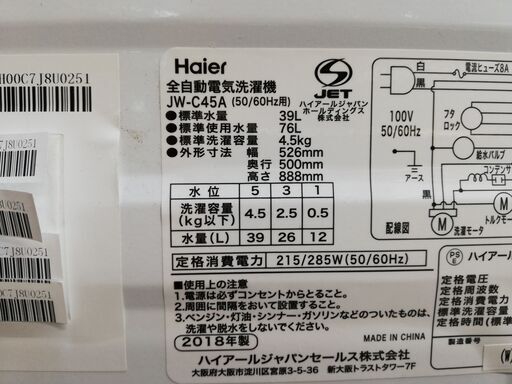 H00C7J8U0251
C7J8U0251
7J8U0251
C7J8U0251
Haier
JET
全自動電気洗濯機
JW-C45A (50/60Hz用)
ハイアールジャパン
ホールディングス
株式会社
●標準水量 39L
●標準使用水量 76L
●標準洗濯容量 4.5kg
●外形寸法 幅 526mm
奥行 500mm
高さ 888mm
水位 5 3 1
洗濯容量(kg以下) 4.5 2.5 0.5
水量(L) 39 26 12
定格消費電力 215/285W(50/60Hz)
■使用上の注意
1.電源は必ずコンセントからとること。
2.周囲に間隔をおいて設置すること。
3.ベンジン・灯油・シンナー・ガソリンなどのついたものは、
洗濯や脱水をしないでください。
2018年製
MADE IN CHINA
ハイアールジャパンセールス株式会社
大阪府大阪市淀川区宮原3-5-36 新大阪トラストタワー7F
白
黒
電流ヒューズ8A
100V
50/60Hz
フタ
ロック
給水バルブ
コンデンサ
アース
黒
配線図
M
洗濯モータ
M
トルクモー
PS
E
ハイアール
定格電圧
定格周波数
定格消費電力
標準洗濯容
定格時間(標
製造番号
(W